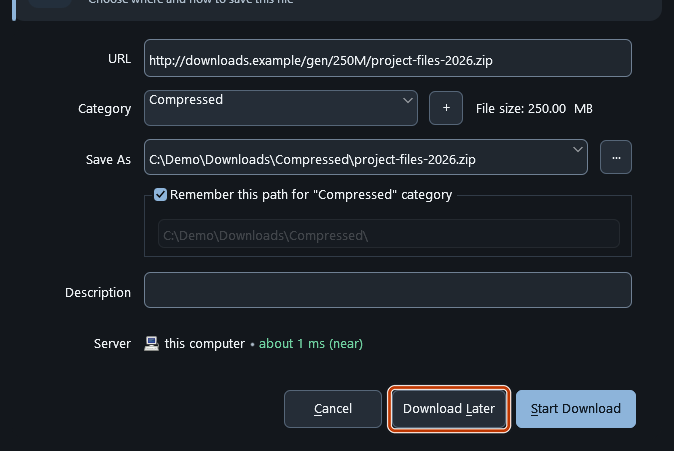 Choose where and how to save this file
URL
http://downloads.example/gen/250M/project-files-2026.zip
Category
Compressed
+
File size: 250.00 MB
Save As
C:\Demo\Downloads\Compressed\project-files-2026.zip
...
Remember this path for "Compressed" category
C:\Demo\Downloads\Compressed\
Description
Server
this computer • about 1 ms (near)
Cancel
Download Later
Start Download